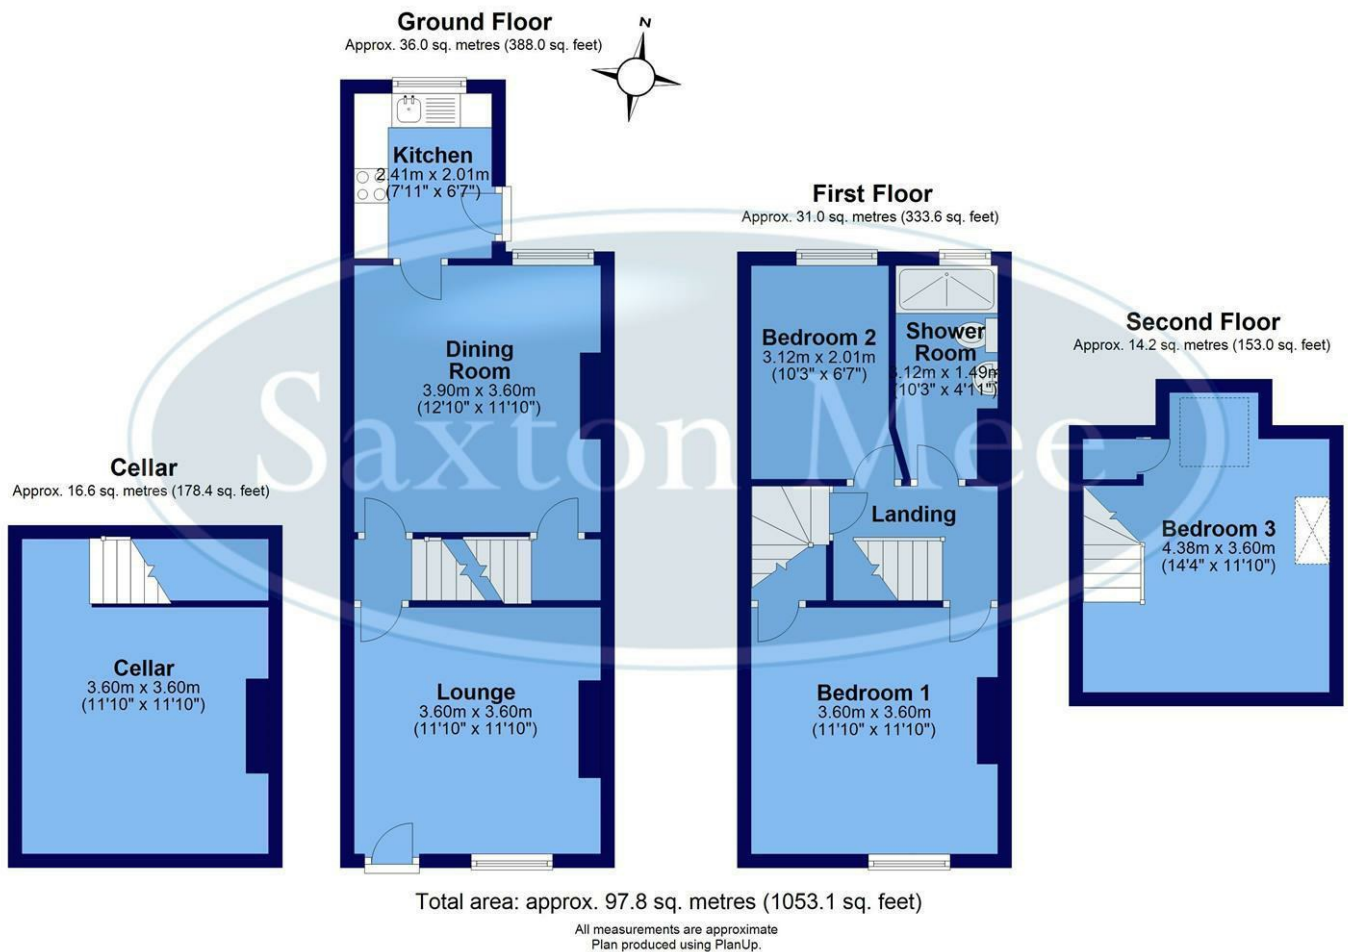 Ground Floor
Approx. 36.0 sq. metres (388.0 sq. feet)
N
Kitchen
2.41m x 2.01m
(7'11" x 6'7")
Dining
Room
3.90m x 3.60m
(12'10" x 11'10")
Lounge
3.60m x 3.60m
(11'10" x 11'10")
First Floor
Approx. 31.0 sq. metres (333.6 sq. feet)
Bedroom 2
3.12m x 2.01m
(10'3" x 6'7")
Shower
Room
3.12m x 1.49m
(10'3" x 4'11")
Landing
Bedroom 1
3.60m x 3.60m
(11'10" x 11'10")
Second Floor
Approx. 14.2 sq. metres (153.0 sq. feet)
Bedroom 3
4.38m x 3.60m
(14'4" x 11'10")
Cellar
Approx. 16.6 sq. metres (178.4 sq. feet)
Cellar
3.60m x 3.60m
(11'10" x 11'10")
Saxton Mee
Total area: approx. 97.8 sq. metres (1053.1 sq. feet)
All measurements are approximate
Plan produced using PlanUp.